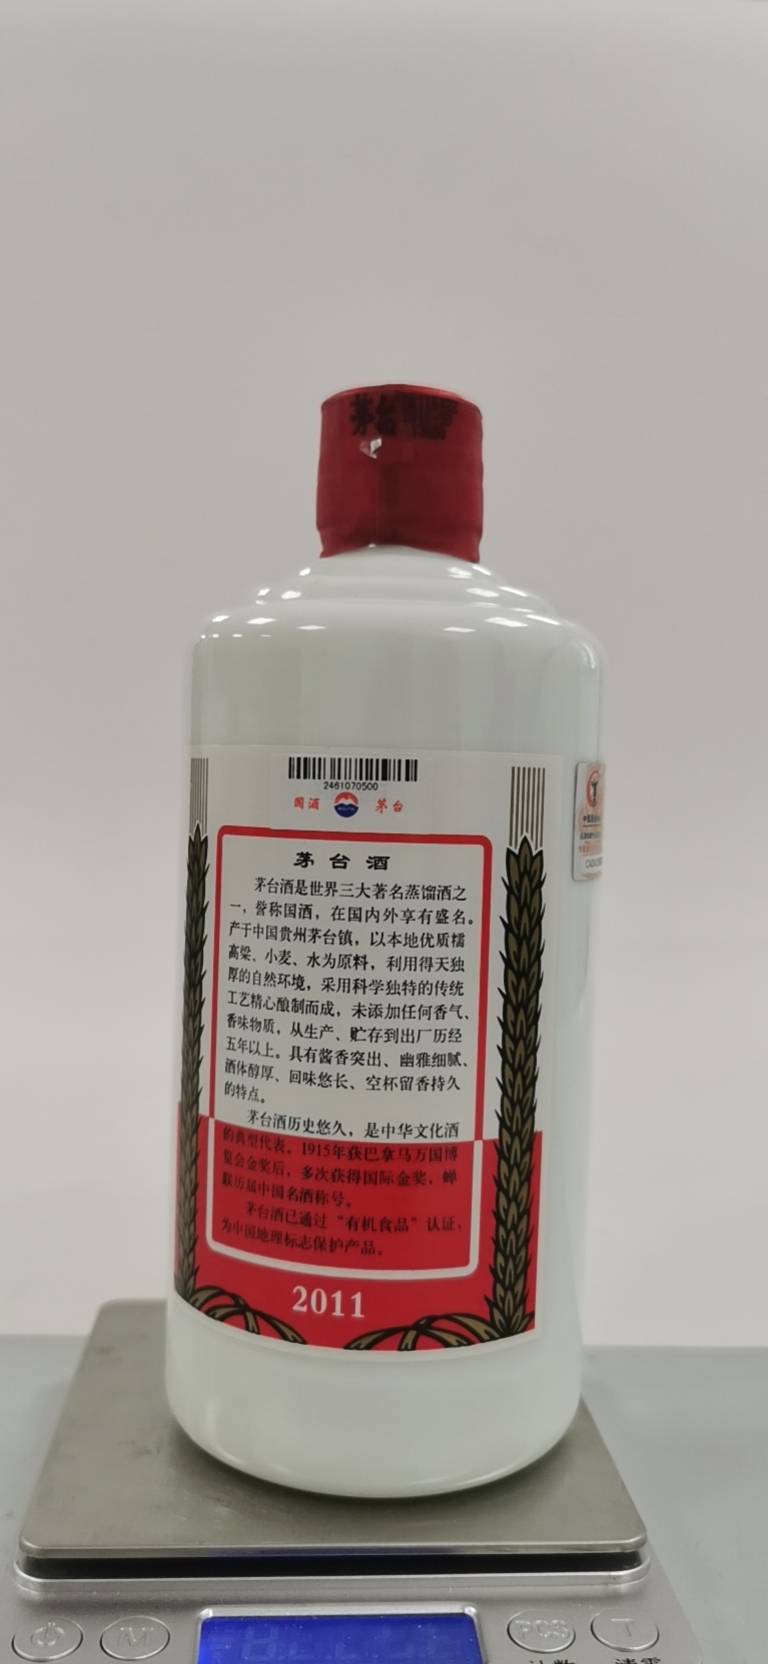 茅台
2461070500
国酒 茅台
茅台酒
茅台酒是世界三大著名蒸馏酒之
一，誉称国酒，在国内外享有盛名。
产于中国贵州茅台镇，以本地优质糯
高粱、小麦、水为原料，利用得天独
厚的自然环境，采用科学独特的传统
工艺精心酿制而成，未添加任何香气、
香味物质，从生产、贮存到出厂历经
五年以上。具有酱香突出、幽雅细腻、
酒体醇厚、回味悠长、空杯留香持久
的特点。
茅台酒历史悠久，是中华文化酒
的典型代表。1915年获巴拿马万国博
览会金奖后，多次获得国际金奖，蝉
联历届中国名酒称号。
茅台酒已通过“有机食品”认证，
为中国地理标志保护产品。
2011
M
PCS
T
计数
清零